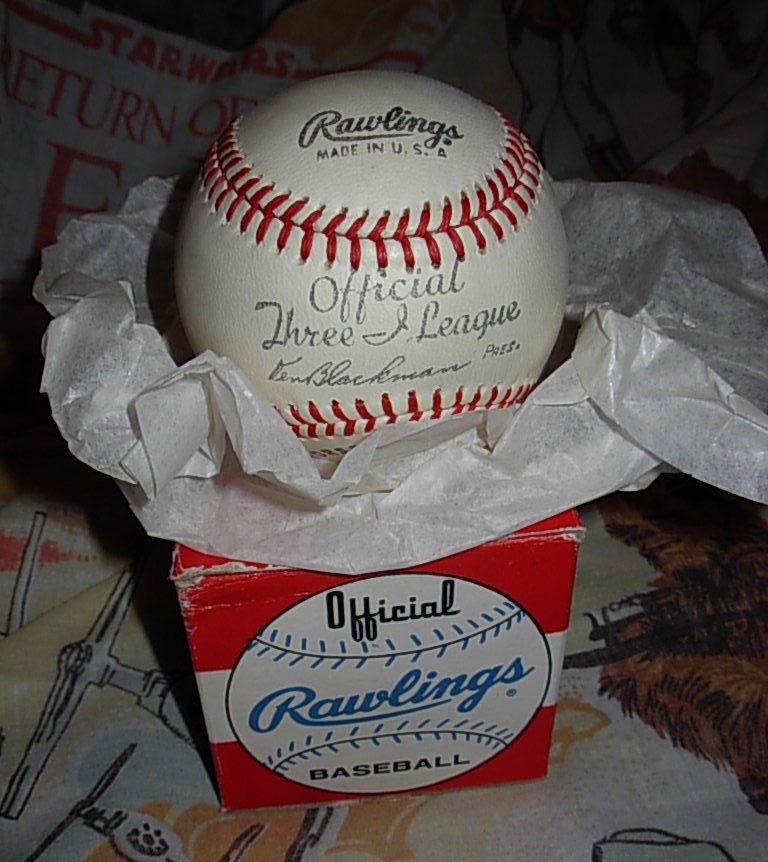 STAR WARS
RETURN OF
Rawlings
MADE IN U.S.A
Official
Three-I League
Ken Blackman PRES.
Official
Rawlings®
BASEBALL